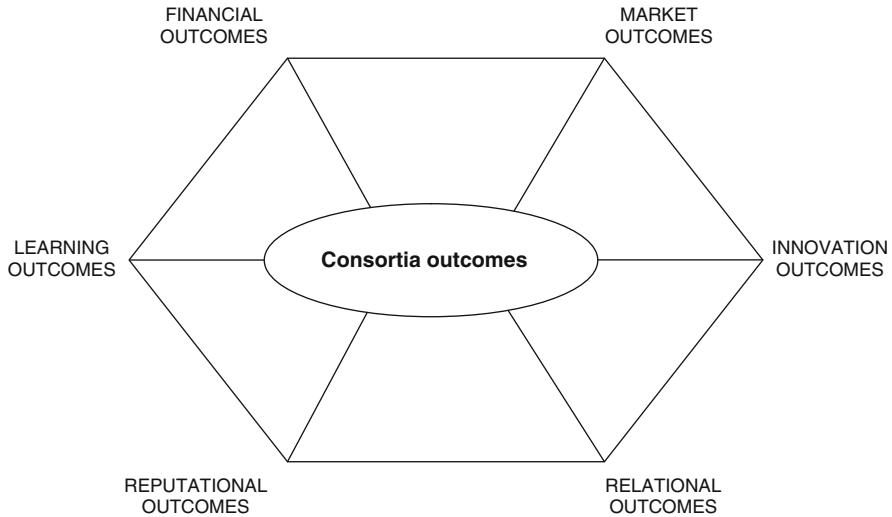 FINANCIAL
OUTCOMES
MARKET
OUTCOMES
LEARNING
OUTCOMES
Consortia outcomes
INNOVATION
OUTCOMES
REPUTATIONAL
OUTCOMES
RELATIONAL
OUTCOMES